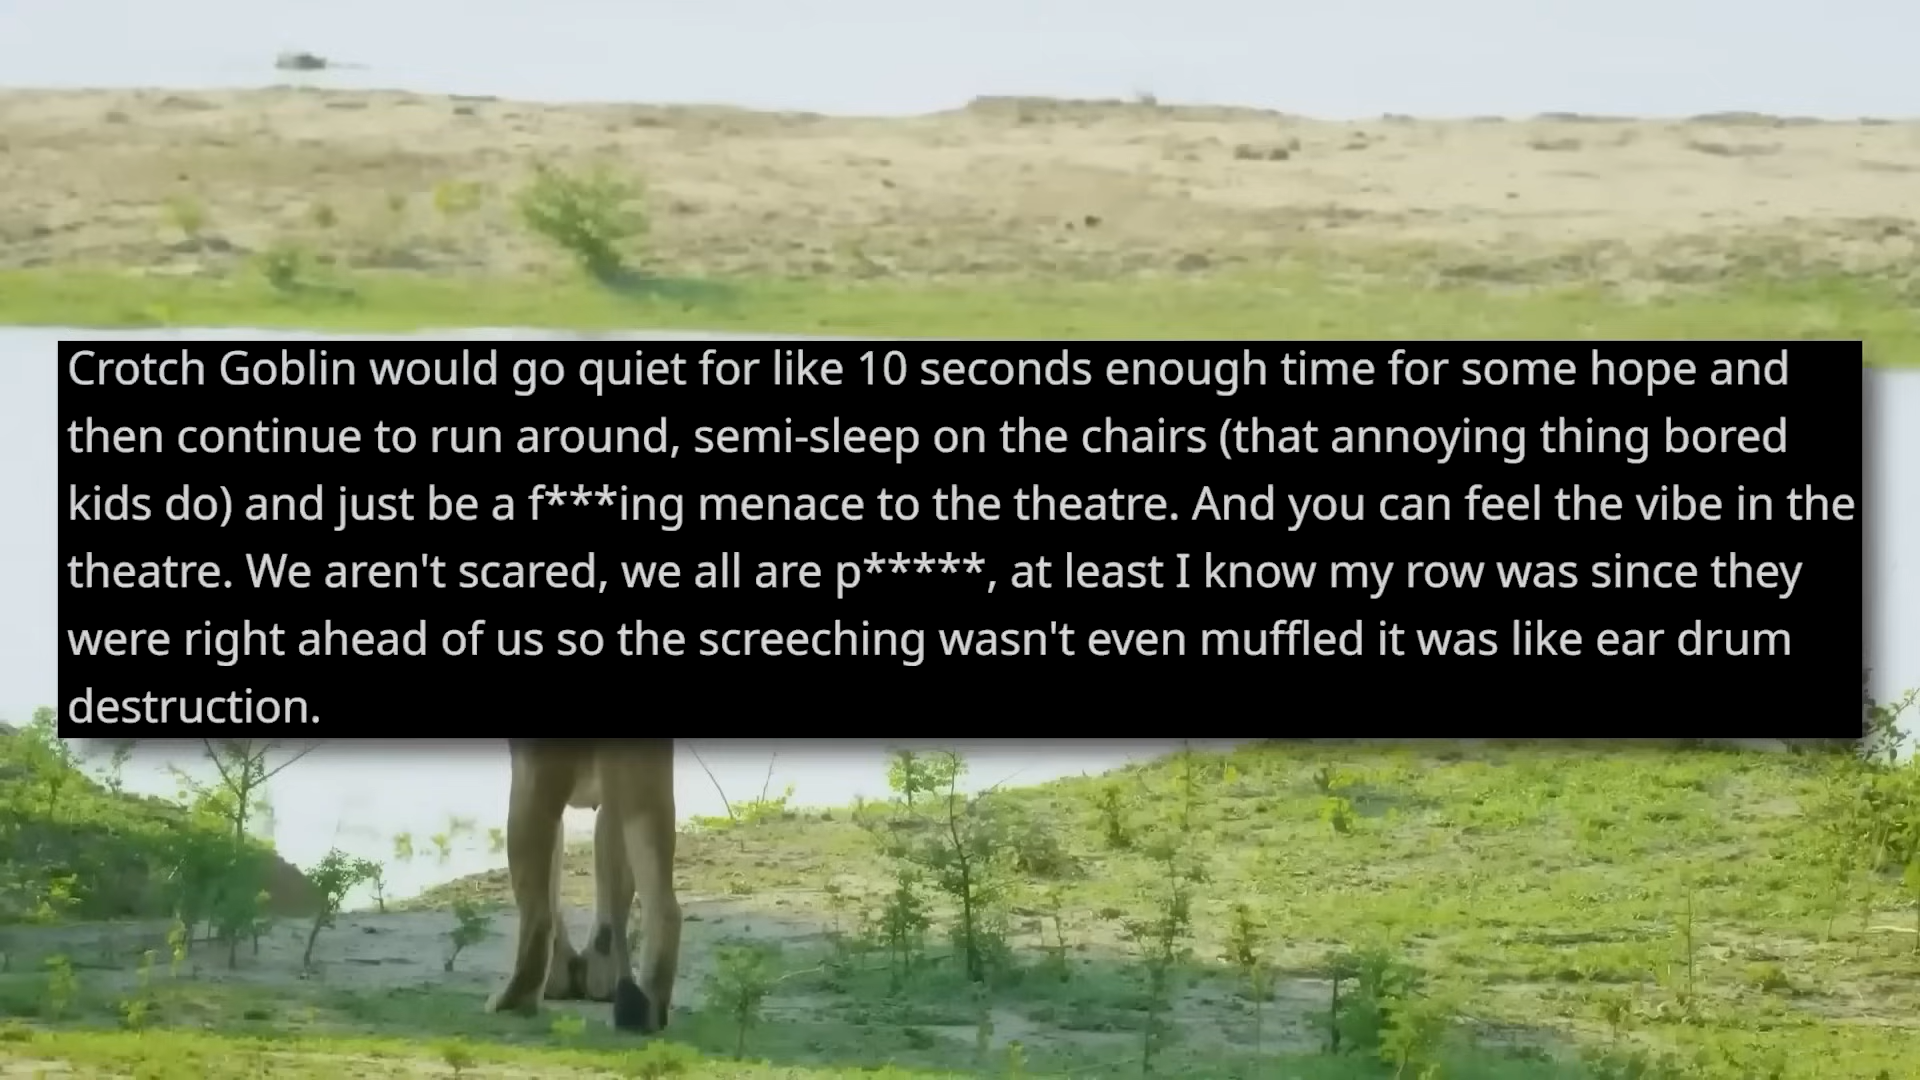 Crotch Goblin would go quiet for like 10 seconds enough time for some hope and
then continue to run around, semi-sleep on the chairs (that annoying thing bored
kids do) and just be a f***ing menace to the theatre. And you can feel the vibe in the
theatre. We aren't scared, we all are p*****, at least I know my row was since they
were right ahead of us so the screeching wasn't even muffled it was like ear drum
destruction.